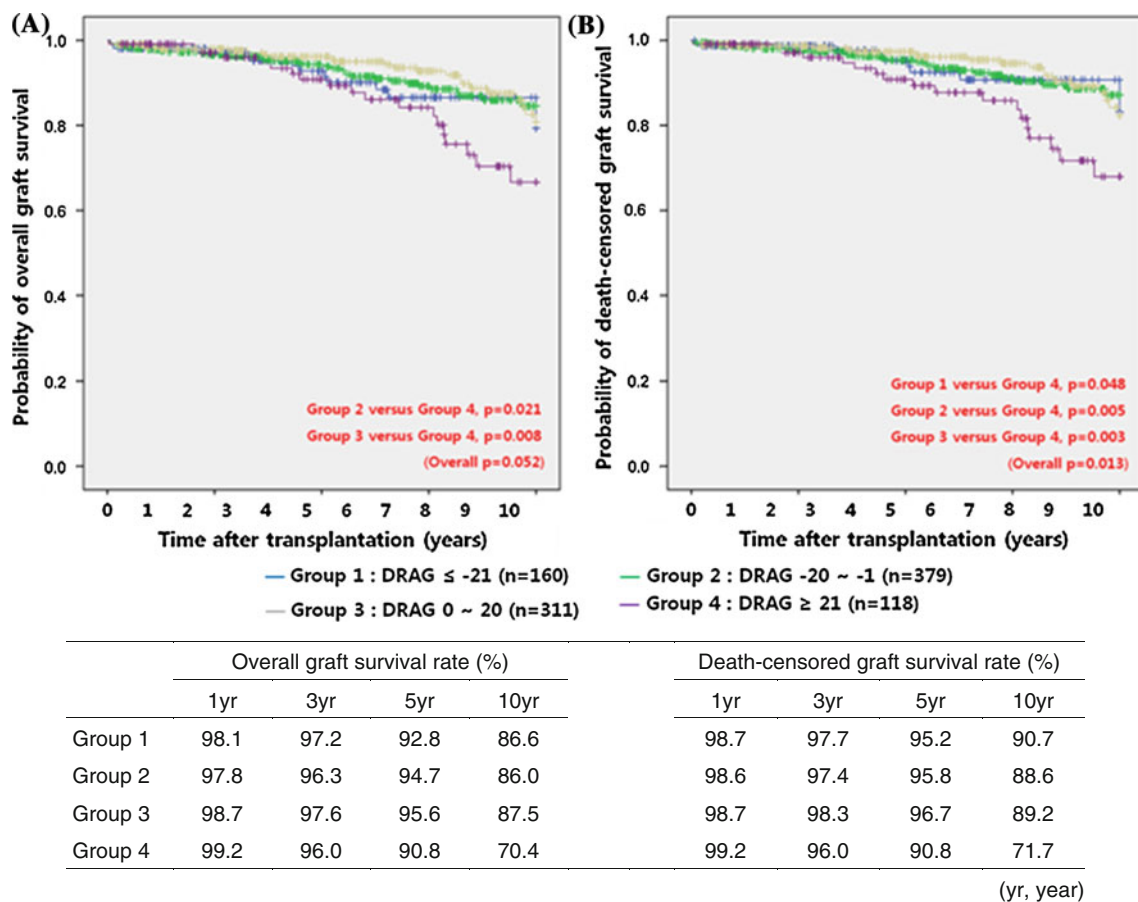 (A)
Probability of overall graft survival
1.0
0.8
0.6
0.4
0.2
0.0
Group 2 versus Group 4, p=0.021
Group 3 versus Group 4, p=0.008
(Overall p=0.052)
0 1 2 3 4 5 6 7 8 9 10
Time after transplantation (years)
(B)
Probability of death-censored graft survival
1.0
0.8
0.6
0.4
0.2
0.0
Group 1 versus Group 4, p=0.048
Group 2 versus Group 4, p=0.005
Group 3 versus Group 4, p=0.003
(Overall p=0.013)
0 1 2 3 4 5 6 7 8 9 10
Time after transplantation (years)
Group 1 : DRAG ≤ -21 (n=160)
Group 2 : DRAG -20 ~ -1 (n=379)
Group 3 : DRAG 0 ~ 20 (n=311)
Group 4 : DRAG ≥ 21 (n=118)
Overall graft survival rate (%) Death-censored graft survival rate (%)
1yr 3yr 5yr 10yr 1yr 3yr 5yr 10yr
Group 1 98.1 97.2 92.8 86.6 98.7 97.7 95.2 90.7
Group 2 97.8 96.3 94.7 86.0 98.6 97.4 95.8 88.6
Group 3 98.7 97.6 95.6 87.5 98.7 98.3 96.7 89.2
Group 4 99.2 96.0 90.8 70.4 99.2 96.0 90.8 71.7
(yr, year)